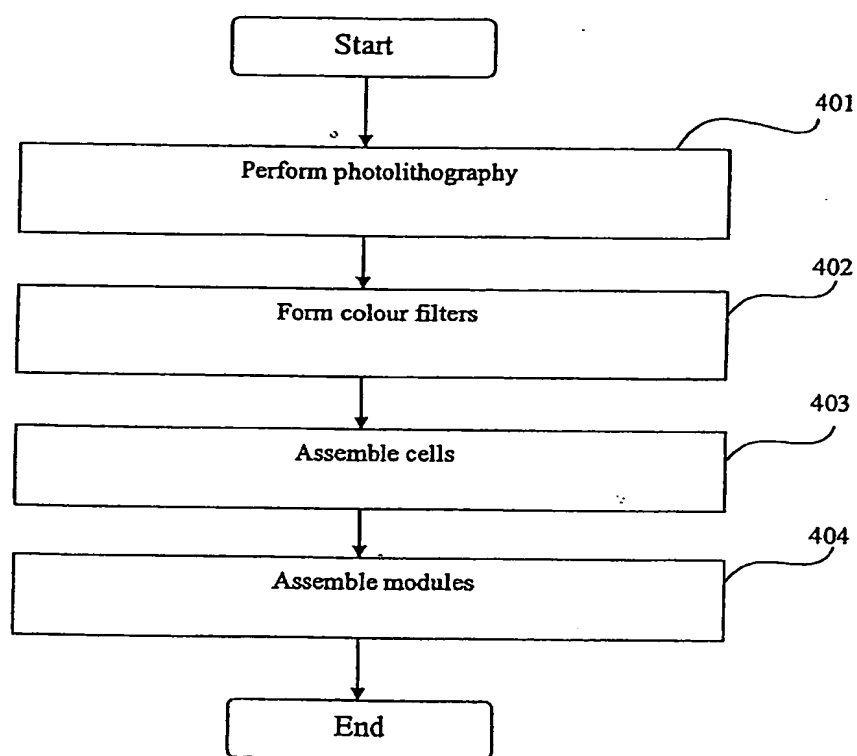 Start
401
Perform photolithography
402
Form colour filters
403
Assemble cells
404
Assemble modules
End